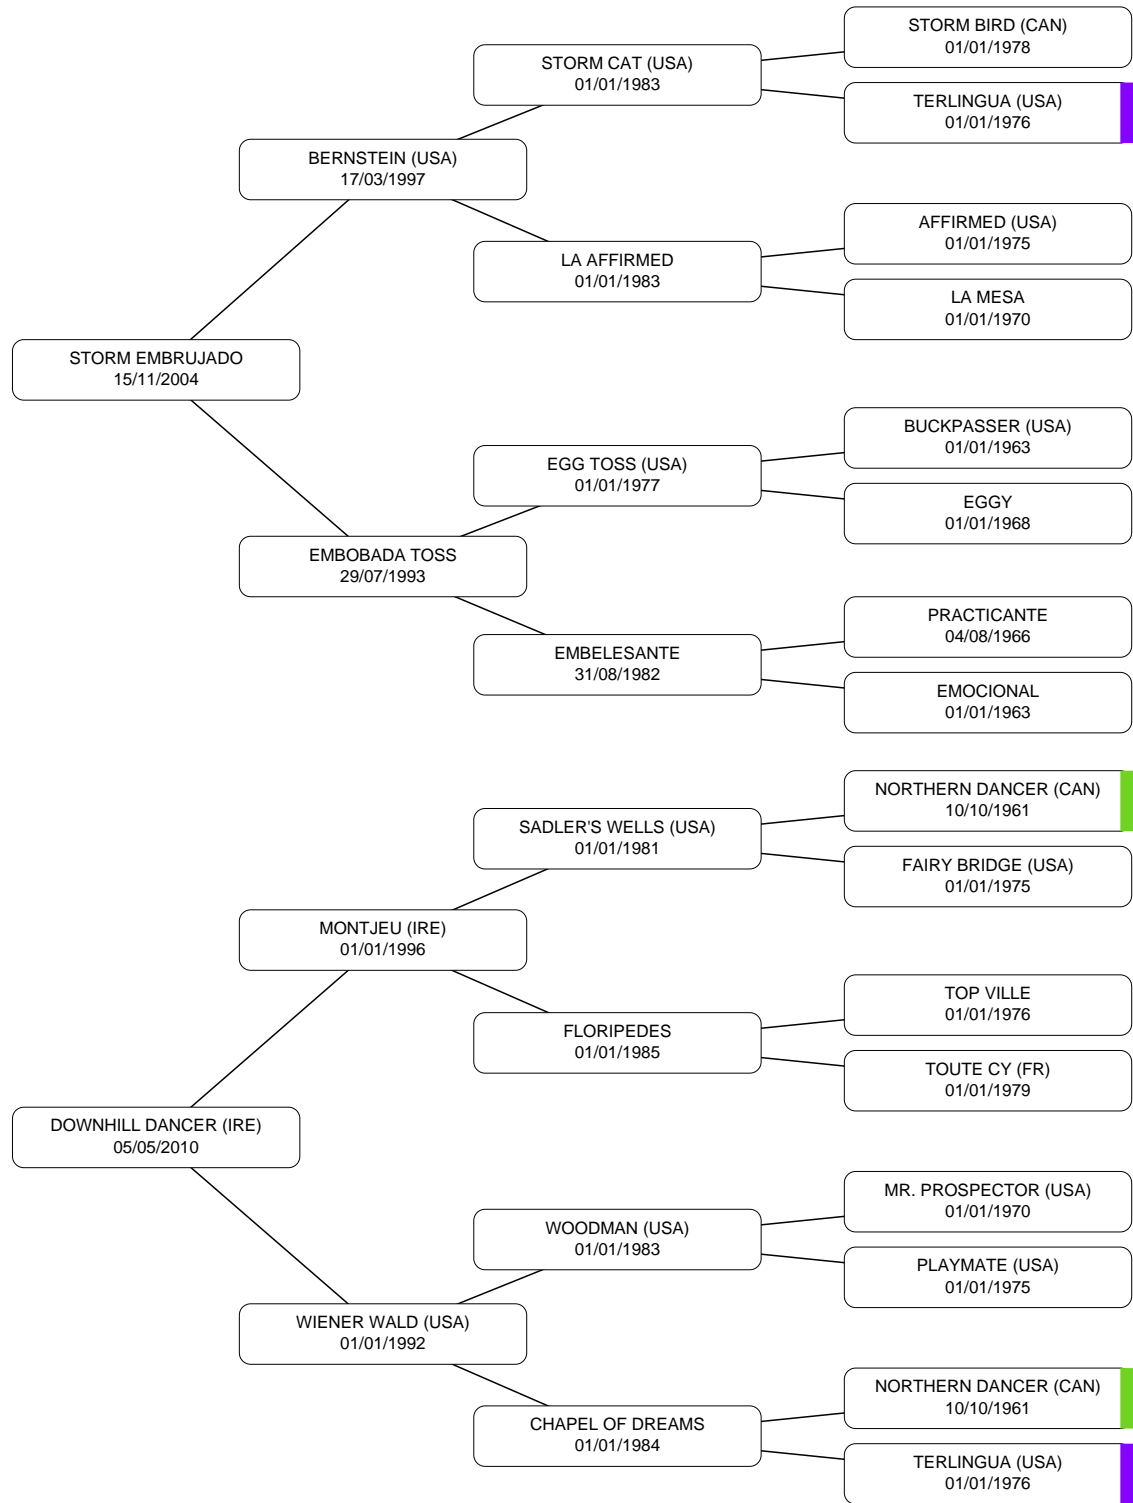 STORM BIRD (CAN)
01/01/1978
STORM CAT (USA)
01/01/1983
TERLINGUA (USA)
01/01/1976
BERNSTEIN (USA)
17/03/1997
AFFIRMED (USA)
01/01/1975
LA AFFIRMED
01/01/1983
LA MESA
01/01/1970
STORM EMBRUJADO
15/11/2004
BUCKPASSER (USA)
01/01/1963
EGG TOSS (USA)
01/01/1977
EGGY
01/01/1968
EMBOBADA TOSS
29/07/1993
PRACTICANTE
04/08/1966
EMBELESANTE
31/08/1982
EMOCIONAL
01/01/1963
NORTHERN DANCER (CAN)
10/10/1961
SADLER'S WELLS (USA)
01/01/1981
FAIRY BRIDGE (USA)
01/01/1975
MONTJEU (IRE)
01/01/1996
TOP VILLE
01/01/1976
FLORIPEDES
01/01/1985
TOUTE CY (FR)
01/01/1979
DOWNHILL DANCER (IRE)
05/05/2010
MR. PROSPECTOR (USA)
01/01/1970
WOODMAN (USA)
01/01/1983
PLAYMATE (USA)
01/01/1975
WIENER WALD (USA)
01/01/1992
NORTHERN DANCER (CAN)
10/10/1961
CHAPEL OF DREAMS
01/01/1984
TERLINGUA (USA)
01/01/1976